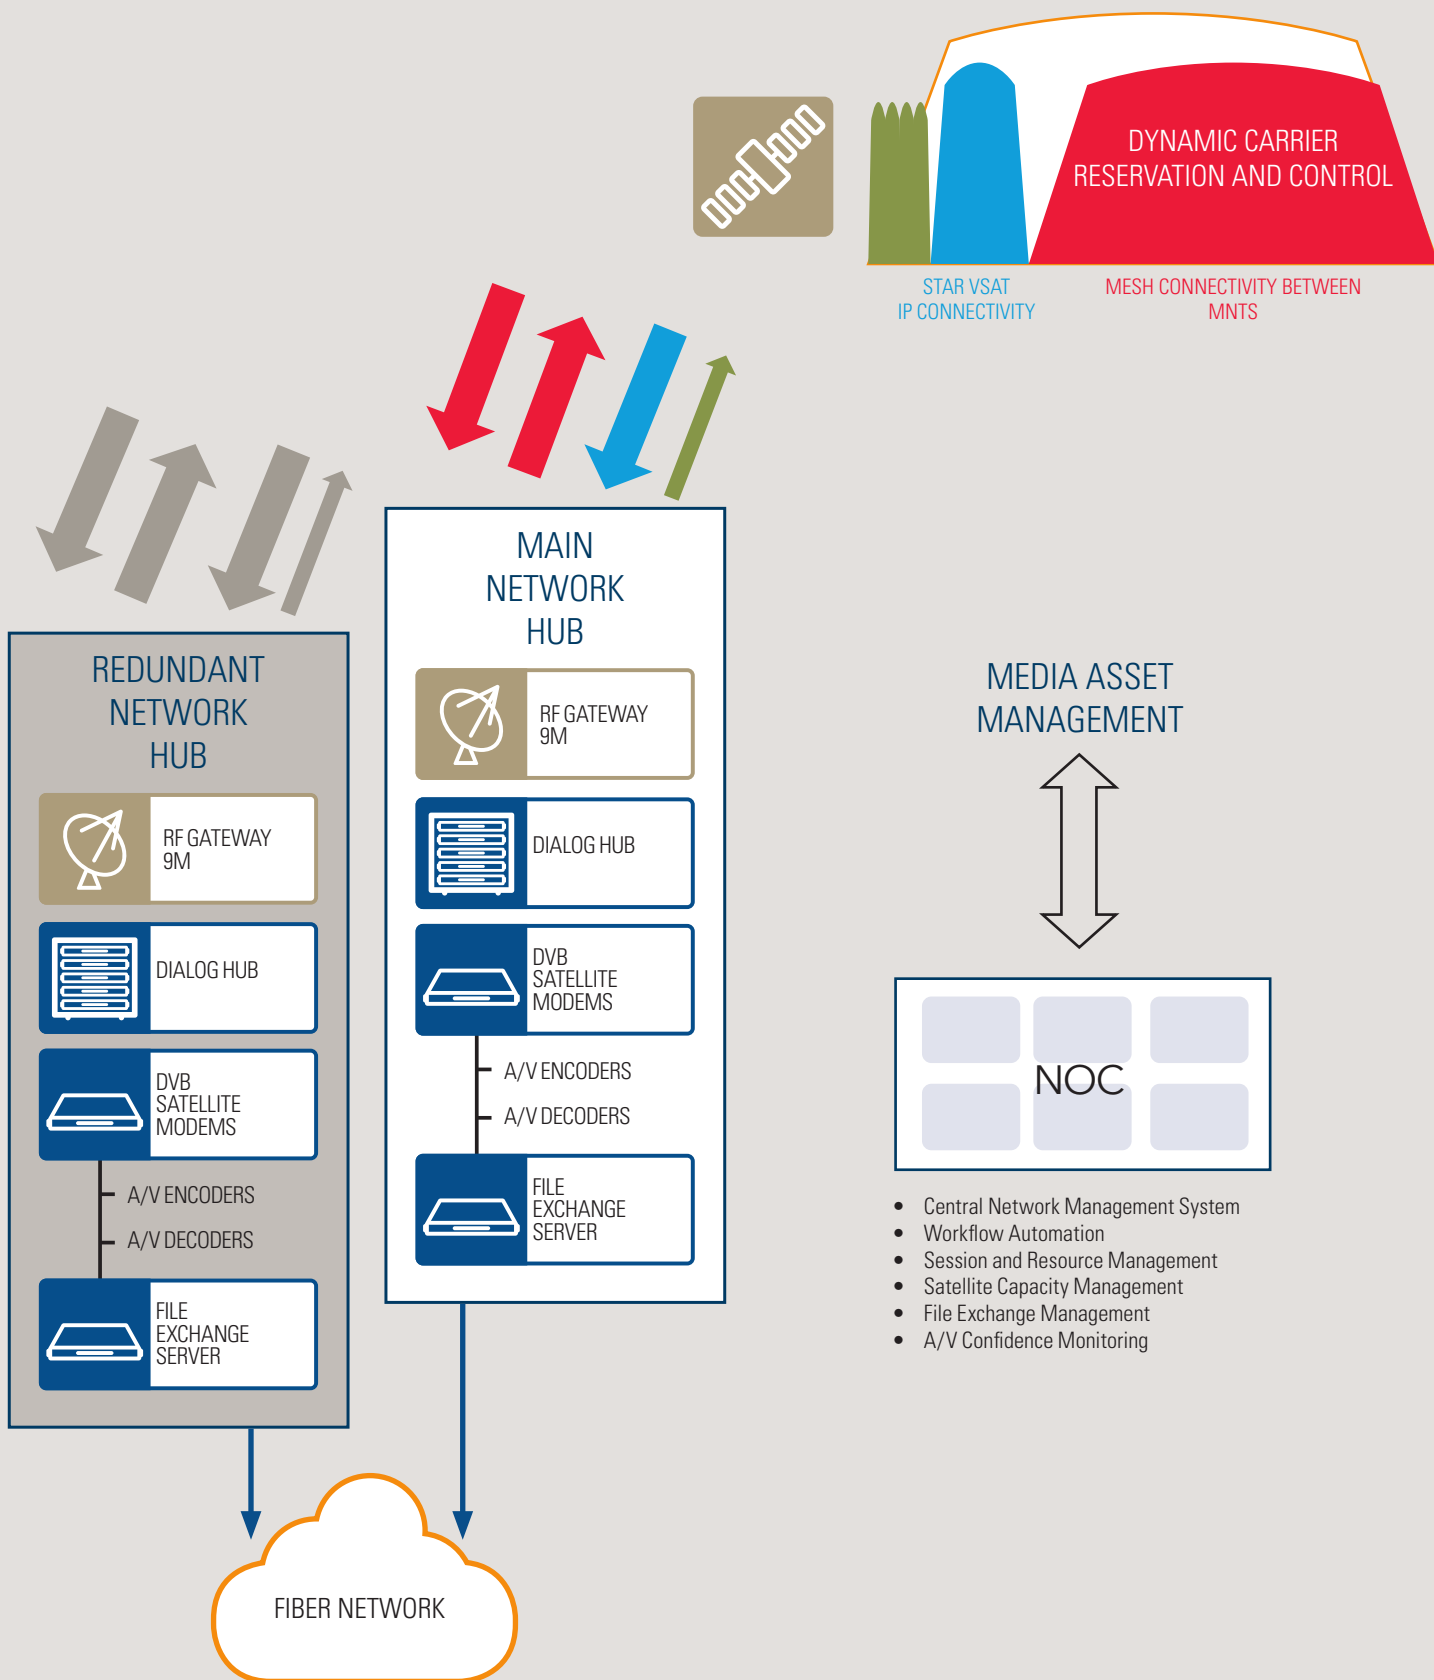 DYNAMIC CARRIER
RESERVATION AND CONTROL
STAR VSAT
IP CONNECTIVITY
MESH CONNECTIVITY BETWEEN
MNTS
MAIN
NETWORK
HUB
RF GATEWAY
9M
DIALOG HUB
DVB
SATELLITE
MODEMS
A/V ENCODERS
A/V DECODERS
FILE
EXCHANGE
SERVER
REDUNDANT
NETWORK
HUB
RF GATEWAY
9M
DIALOG HUB
DVB
SATELLITE
MODEMS
A/V ENCODERS
A/V DECODERS
FILE
EXCHANGE
SERVER
MEDIA ASSET
MANAGEMENT
NOC
• Central Network Management System
• Workflow Automation
• Session and Resource Management
• Satellite Capacity Management
• File Exchange Management
• A/V Confidence Monitoring
FIBER NETWORK